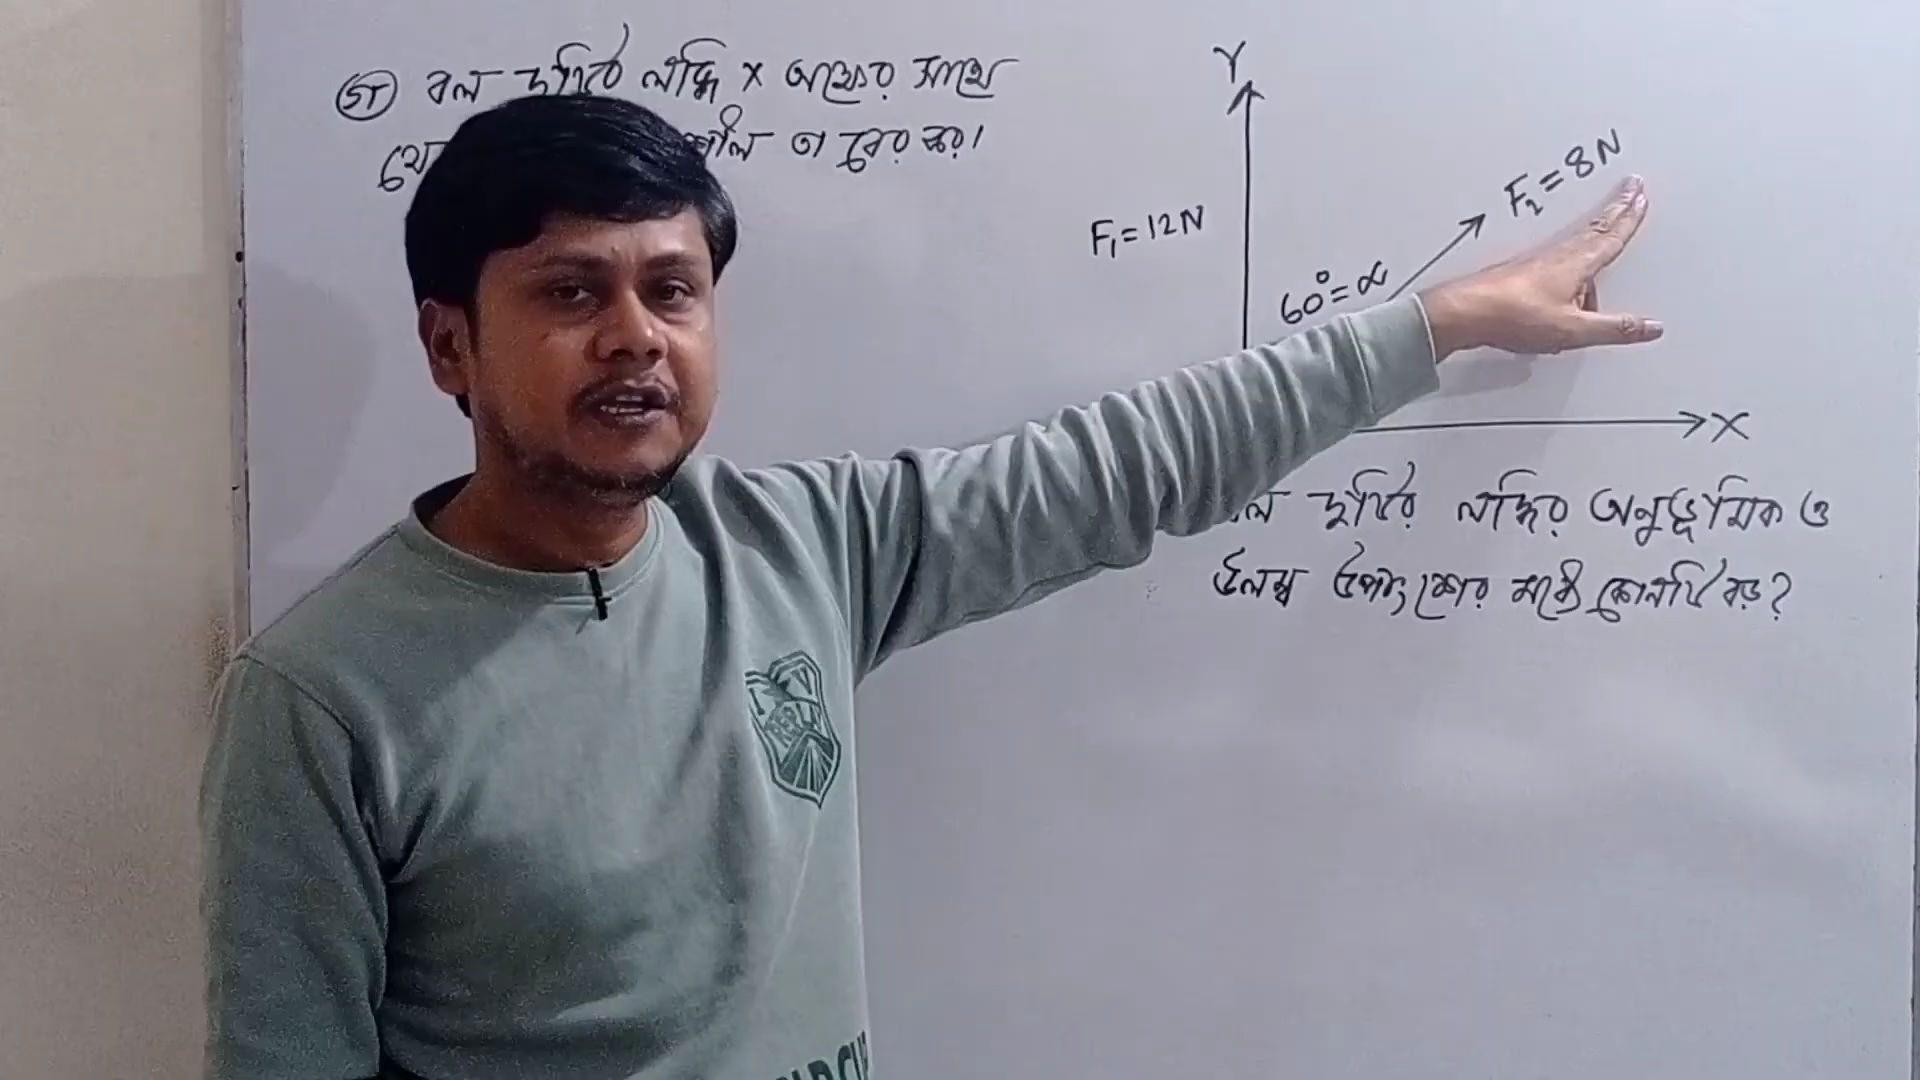 গ বল দুটির লব্ধি X অক্ষের সাথে
তা বের কর।
Y
F₁ = 12N
F₂ = 8N
60° = α
X
দুটির লব্ধির অনুভূমিক ও
উলম্ব উপাংশের মধ্যে কোনটি বড়?